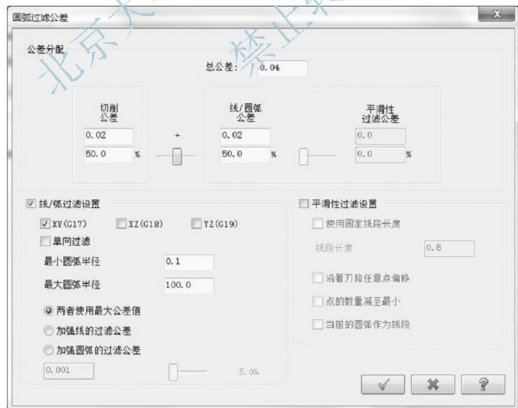 圆弧过滤公差
公差分配
总公差: 0.04
切削公差 线/圆弧公差 平滑性过滤公差
0.02 + 0.02 0.0
50.0 % 50.0 % 0.0 %
线/弧过滤设置 平滑性过滤设置
XY(G17) XZ(G18) YZ(G19) 使用固定线段长度
单向过滤 线段长度 0.8
最小圆弧半径 0.1
最大圆弧半径 100.0 沿着刀路任意点偏移
两者使用最大公差值 点的数量减至最小
加强线的过滤公差 当前的圆弧作为线段
加强圆弧的过滤公差
0.001 5.0%
北京大
禁止